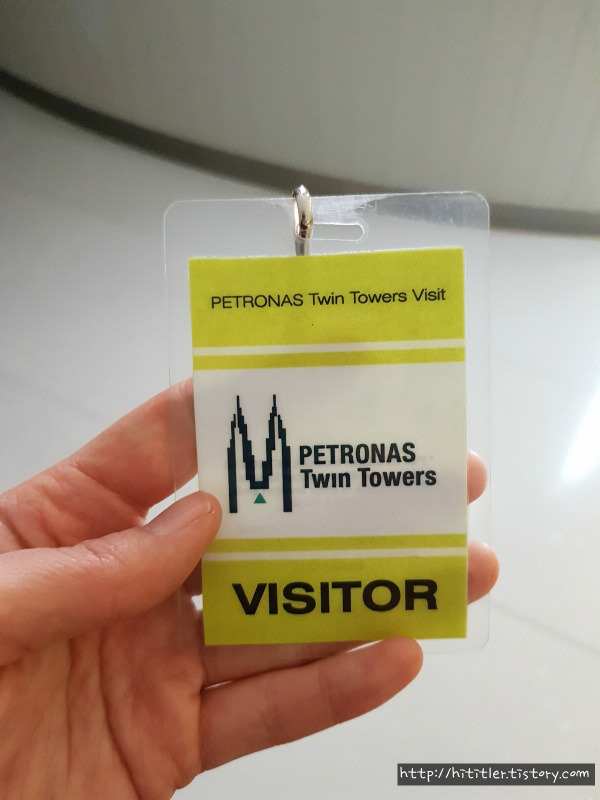 PETRONAS Twin Towers Visit
PETRONAS
Twin Towers
VISITOR
http://hititler.tistory.com